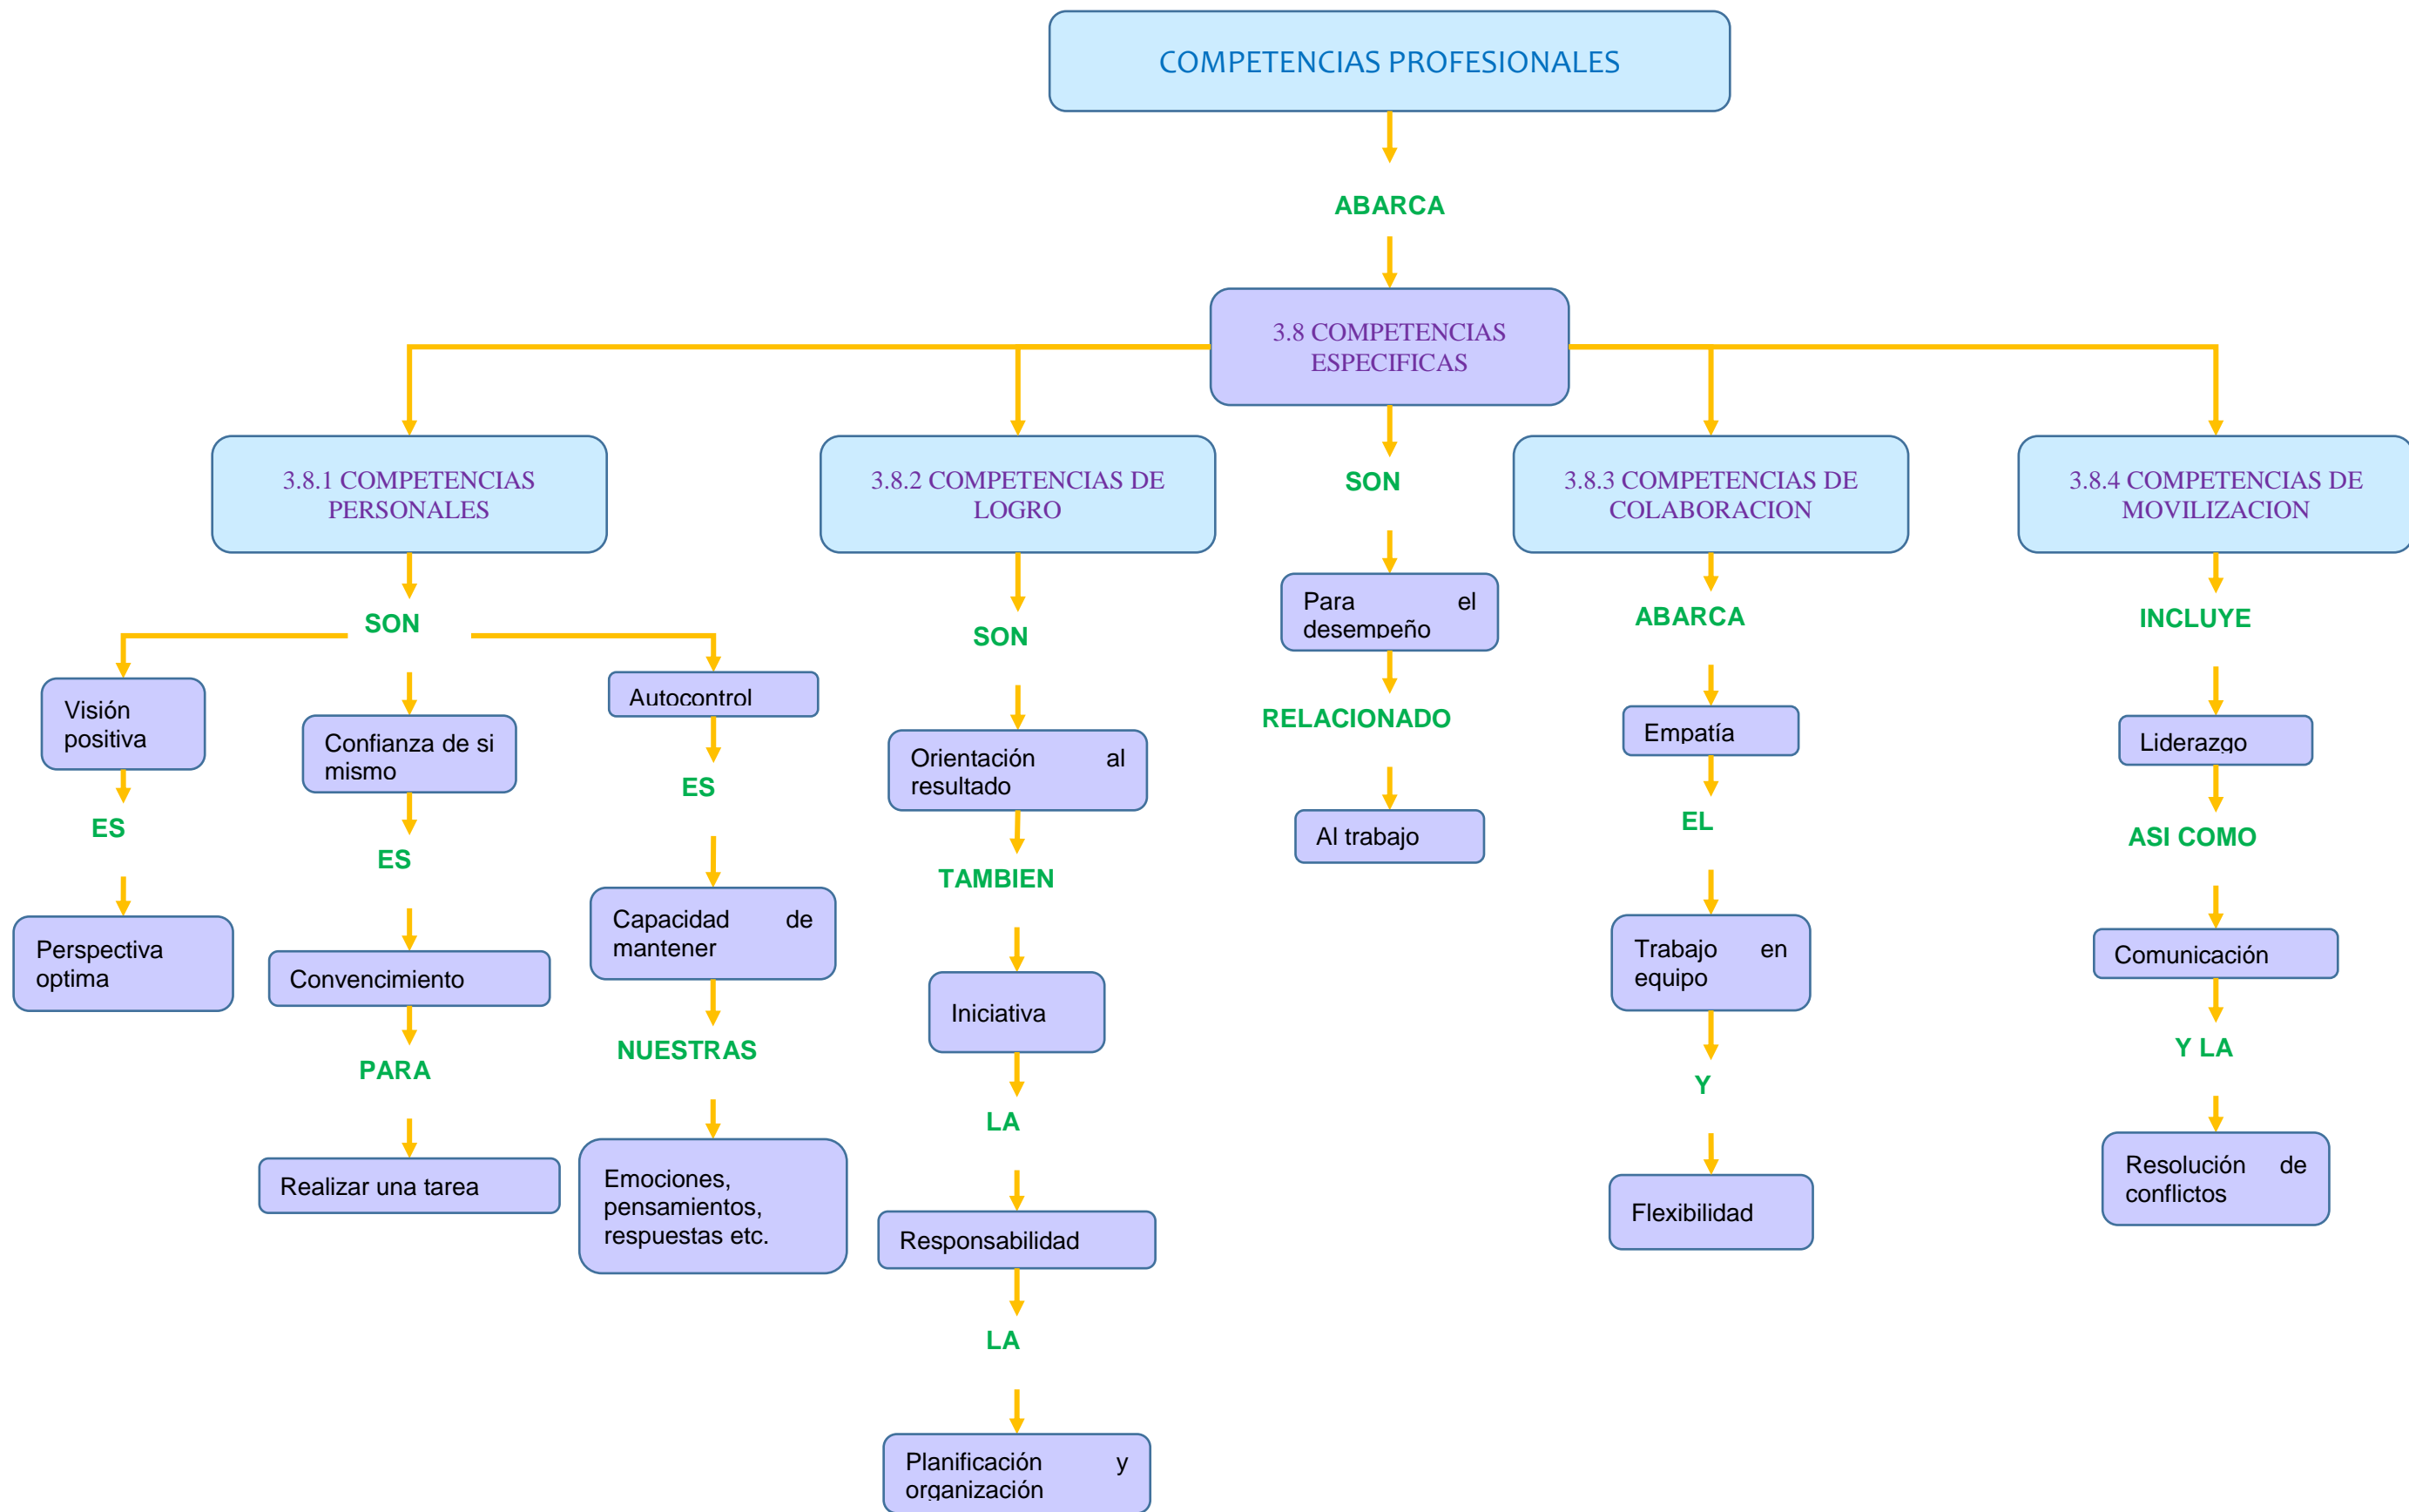 COMPETENCIAS PROFESIONALES
ABARCA
3.8 COMPETENCIAS
ESPECIFICAS
3.8.1 COMPETENCIAS
PERSONALES
SON
Visión
positiva
ES
Perspectiva
optima
Confianza de si
mismo
ES
Convencimiento
PARA
Realizar una tarea
Autocontrol
ES
Capacidad de
mantener
NUESTRAS
Emociones,
pensamientos,
respuestas etc.
3.8.2 COMPETENCIAS DE
LOGRO
SON
Orientación al
resultado
TAMBIEN
Iniciativa
LA
Responsabilidad
LA
Planificación y
organización
SON
Para el
desempeño
RELACIONADO
Al trabajo
3.8.3 COMPETENCIAS DE
COLABORACION
ABARCA
Empatía
EL
Trabajo en
equipo
Y
Flexibilidad
3.8.4 COMPETENCIAS DE
MOVILIZACION
INCLUYE
Liderazgo
ASI COMO
Comunicación
Y LA
Resolución de
conflictos